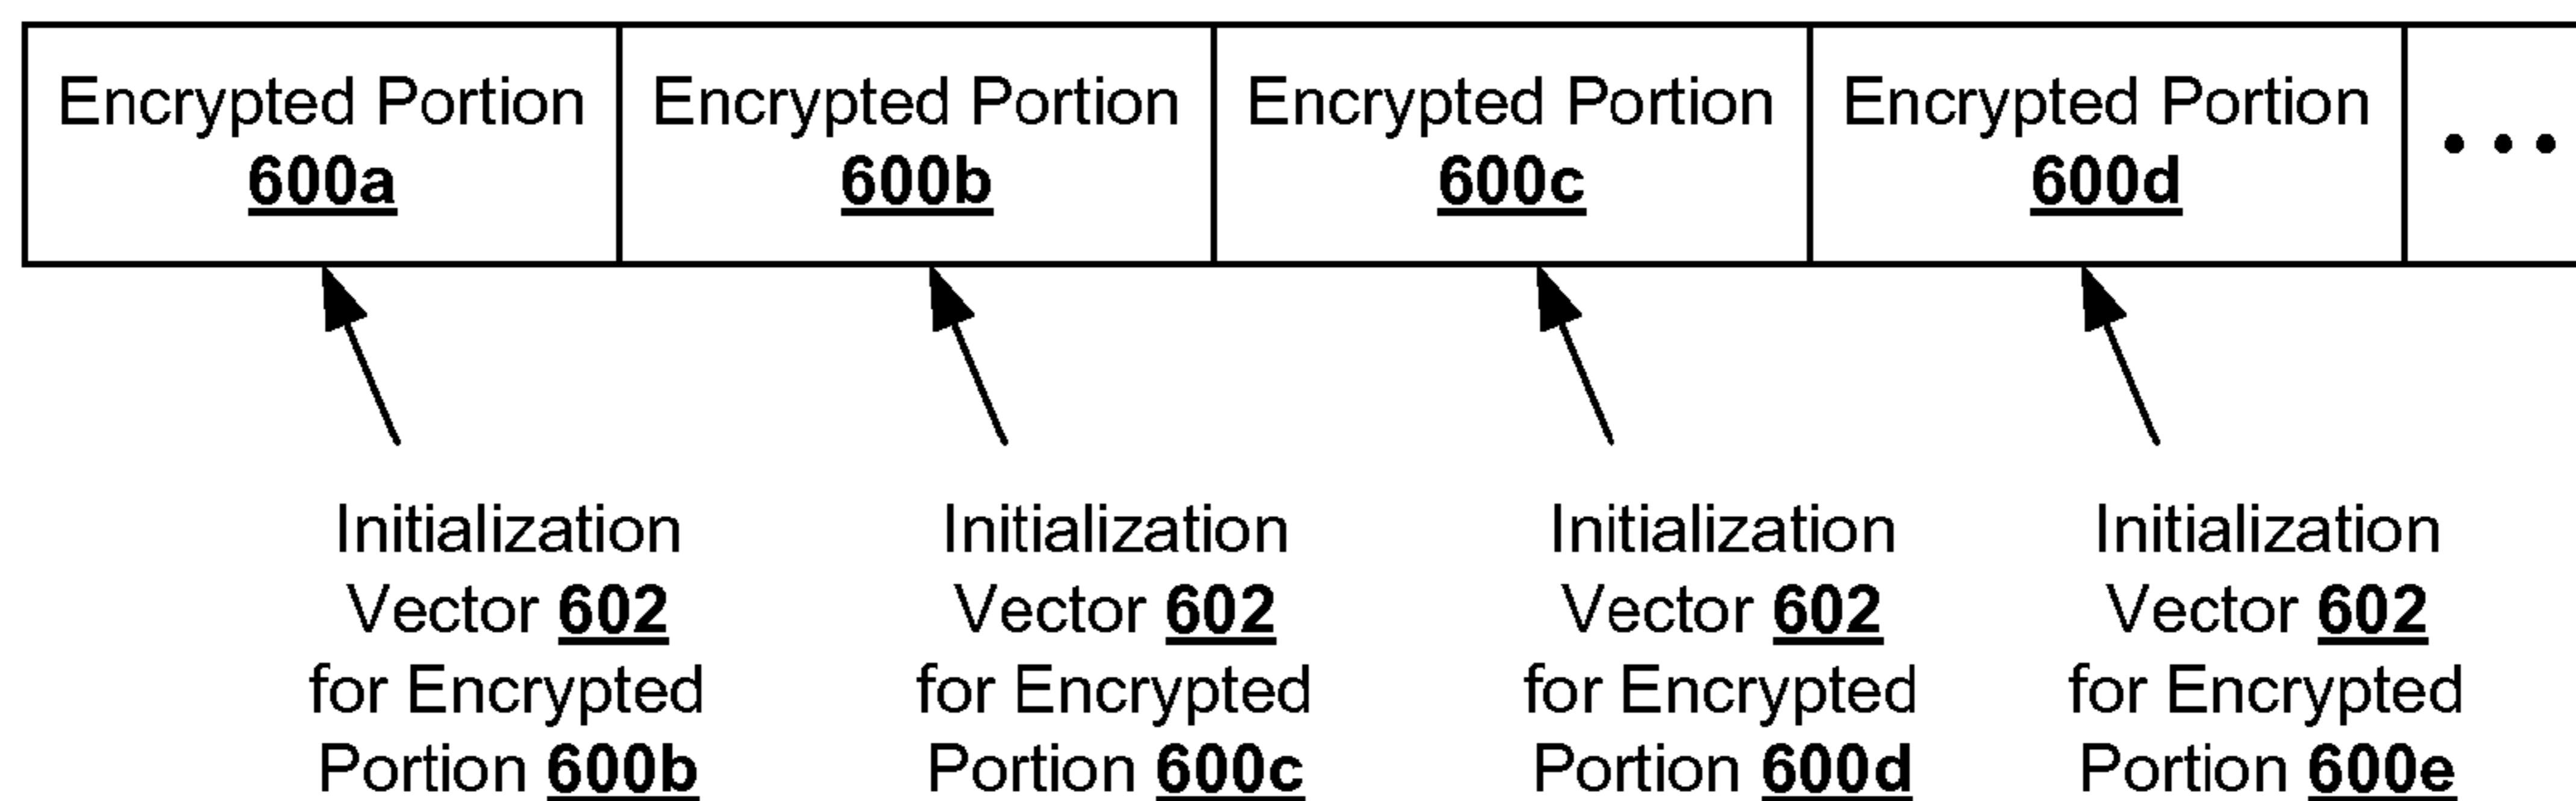 Encrypted Portion
600a
Encrypted Portion
600b
Encrypted Portion
600c
Encrypted Portion
600d
• • •
Initialization
Vector 602
for Encrypted
Portion 600b
Initialization
Vector 602
for Encrypted
Portion 600c
Initialization
Vector 602
for Encrypted
Portion 600d
Initialization
Vector 602
for Encrypted
Portion 600e